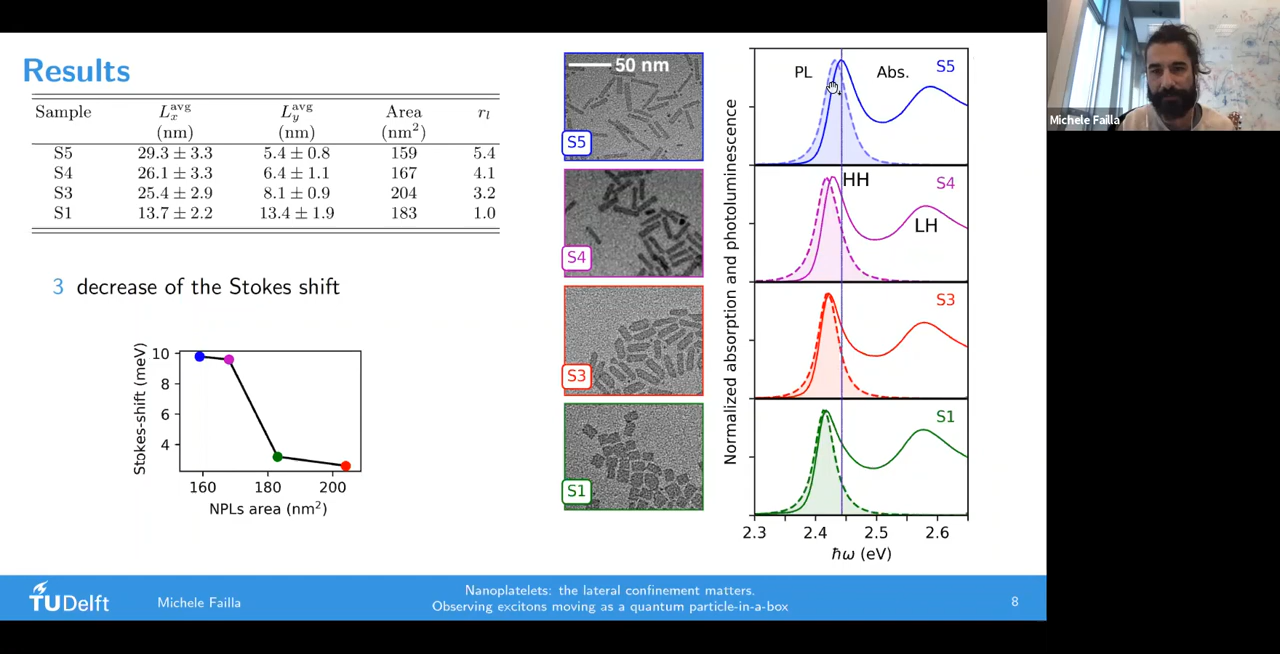 Results
Sample L_x^avg L_y^avg Area r_l
(nm) (nm) (nm²)
S5 29.3 ± 3.3 5.4 ± 0.8 159 5.4
S4 26.1 ± 3.3 6.4 ± 1.1 167 4.1
S3 25.4 ± 2.9 8.1 ± 0.9 204 3.2
S1 13.7 ± 2.2 13.4 ± 1.9 183 1.0
3 decrease of the Stokes shift
Stokes-shift (meV)
10
8
6
4
160 180 200
NPLs area (nm²)
50 nm
S5
S4
S3
S1
Normalized absorption and photoluminescence
PL Abs. S5
HH S4
LH
S3
S1
2.3 2.4 2.5 2.6
ħω (eV)
Michele Failla
TUDelft
Michele Failla
Nanoplatelets: the lateral confinement matters.
Observing excitons moving as a quantum particle-in-a-box
8